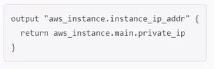 output "aws_instance.instance_ip_addr" {
  return aws_instance.main.private_ip
}